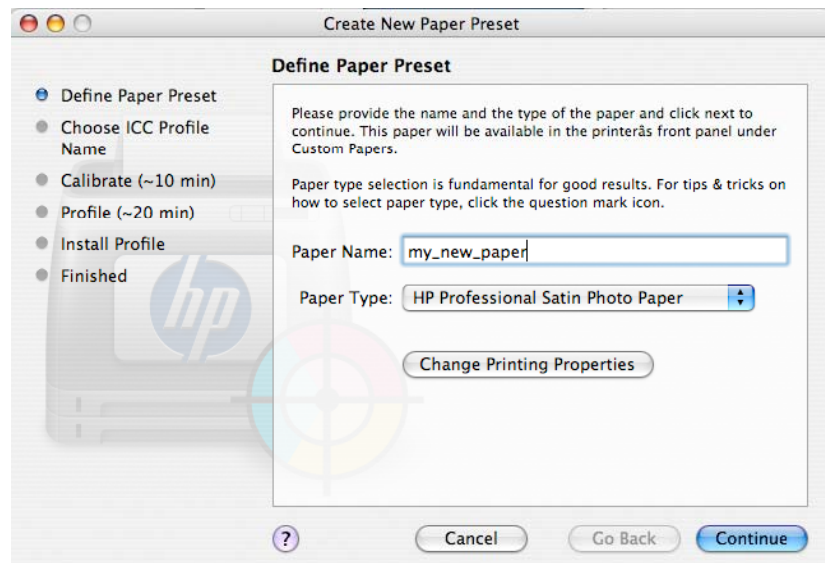 Create New Paper Preset
Define Paper Preset
Define Paper Preset
Choose ICC Profile
Name
Calibrate (~10 min)
Profile (~20 min)
Install Profile
Finished
Please provide the name and the type of the paper and click next to
continue. This paper will be available in the printerâs front panel under
Custom Papers.
Paper type selection is fundamental for good results. For tips & tricks on
how to select paper type, click the question mark icon.
Paper Name: my_new_paper
Paper Type: HP Professional Satin Photo Paper
Change Printing Properties
hp
? Cancel Go Back Continue